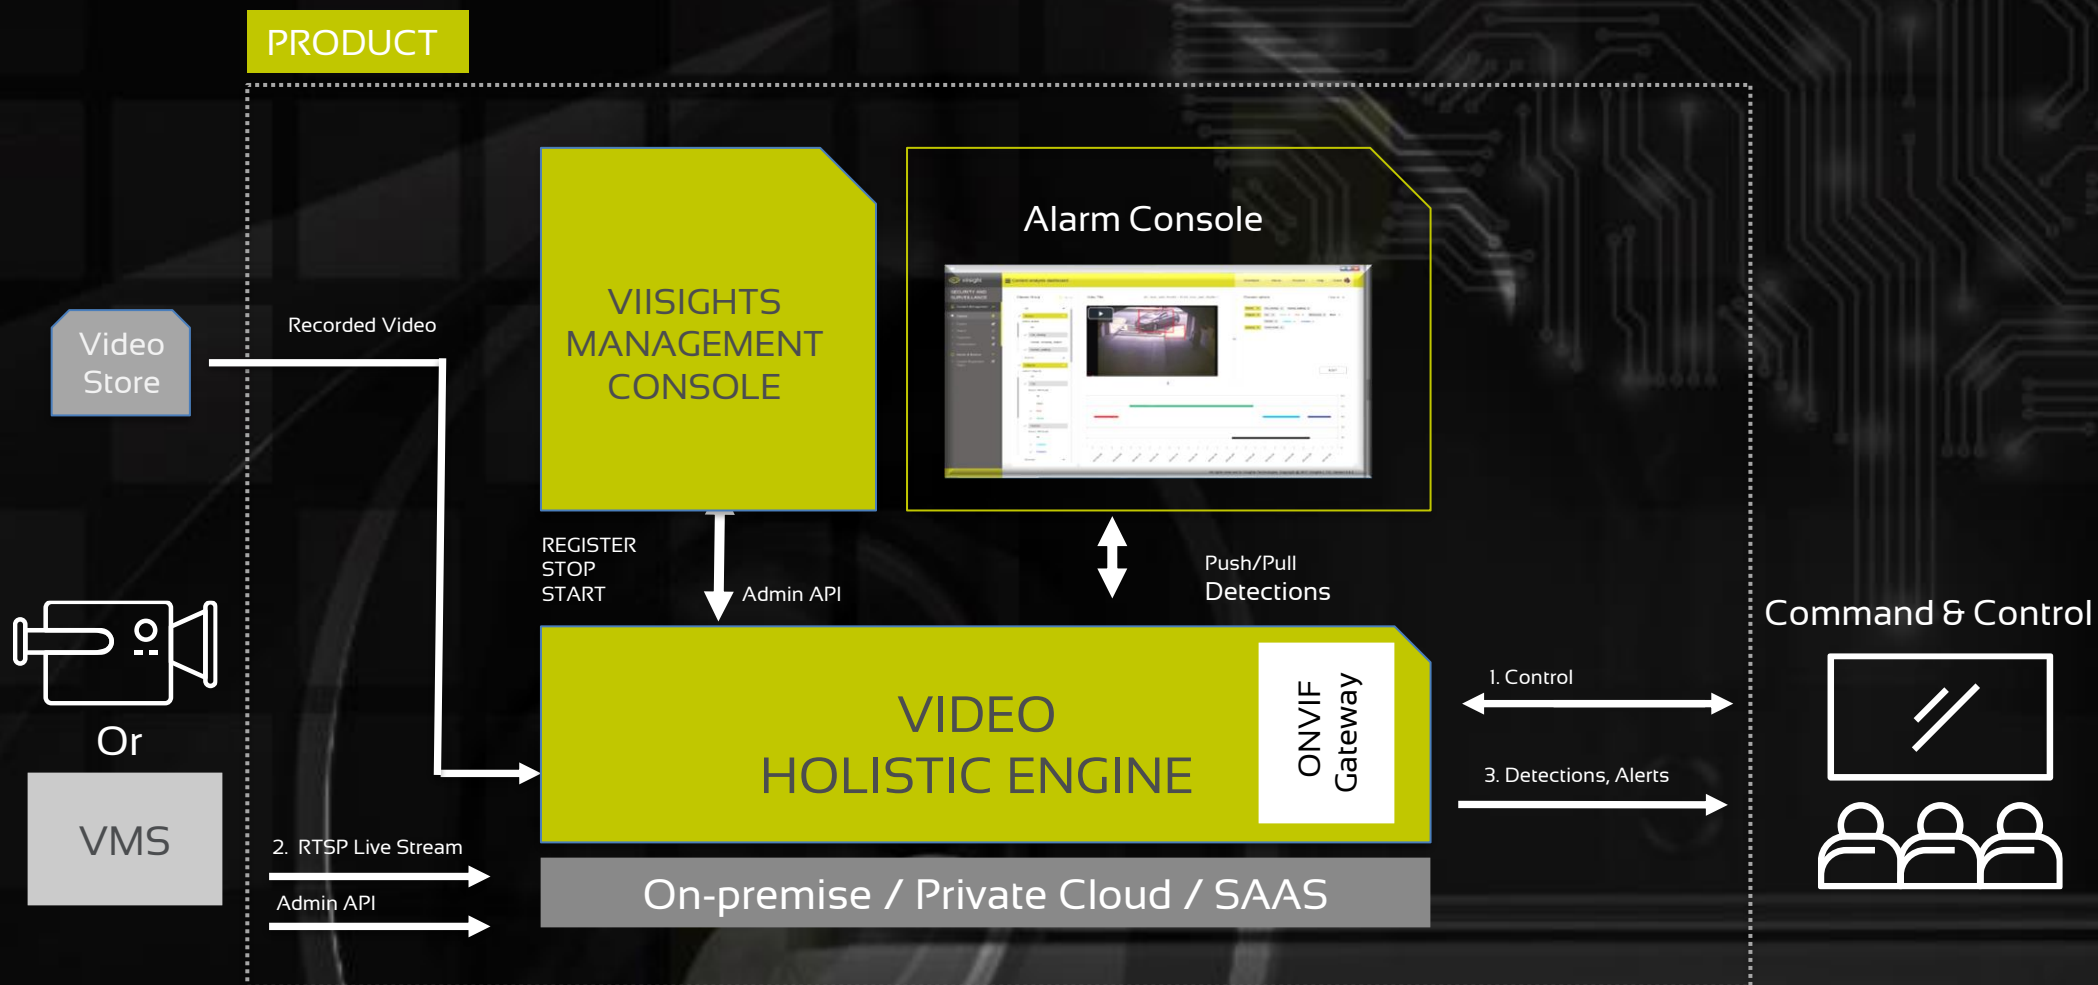 PRODUCT
VIISIGHTS
MANAGEMENT
CONSOLE
Alarm Console
Video
Store
Recorded Video
REGISTER
STOP
START
Admin API
Push/Pull
Detections
Command & Control
Or
VMS
VIDEO
HOLISTIC ENGINE
ONVIF
Gateway
1. Control
3. Detections, Alerts
2. RTSP Live Stream
Admin API
On-premise / Private Cloud / SAAS